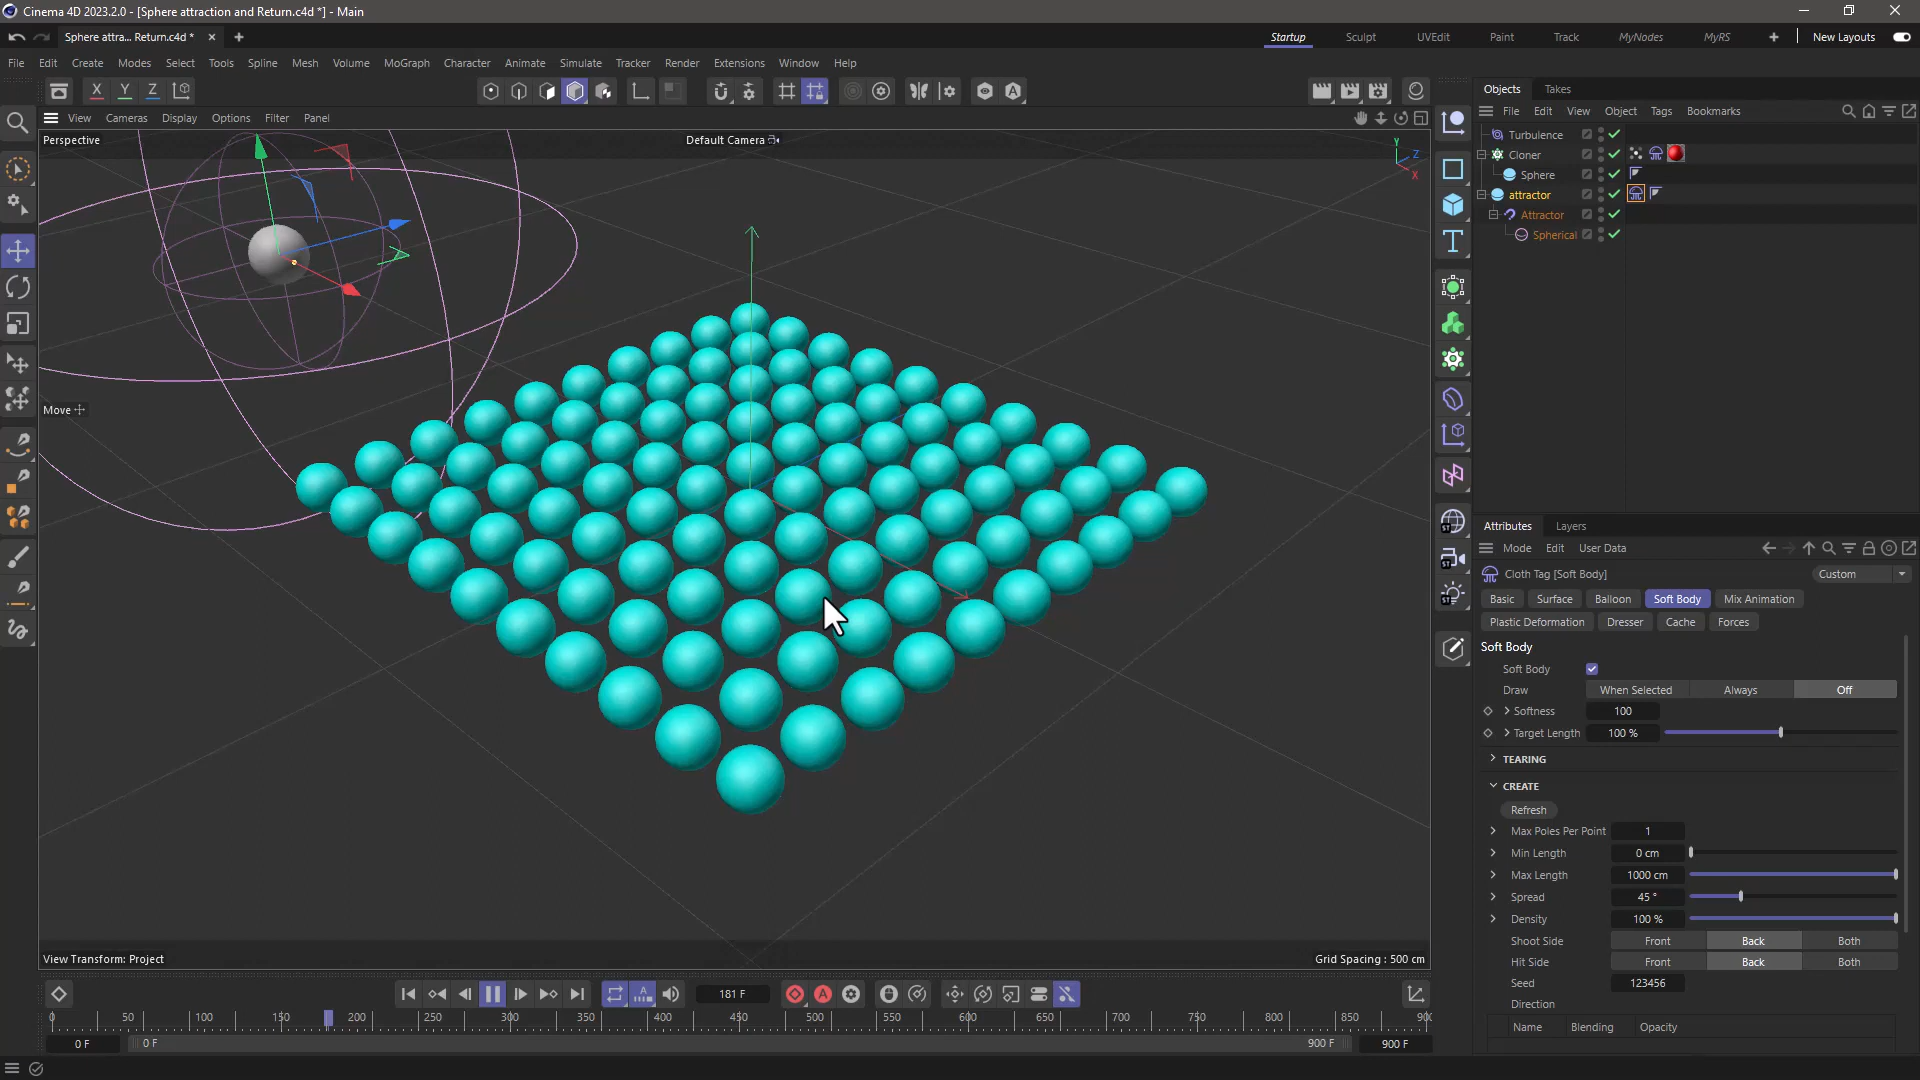 Cinema 4D 2023.2.0 - [Sphere attraction and Return.c4d *] - Main
Sphere attra... Return.c4d *
Startup
Sculpt
UVEdit
Paint
Track
MyNodes
MyRS
New Layouts
File Edit Create Modes Select Tools Spline Mesh Volume MoGraph Character Animate Simulate Tracker Render Extensions Window Help
X Y Z
View Cameras Display Options Filter Panel
Perspective
Default Camera
Y
Z
X
Move
View Transform: Project
Grid Spacing : 500 cm
181 F
0 50 100 150 200 250 300 350 400 450 500 550 600 650 700 750 800 850 900
0 F
0 F
900 F
900 F
Objects Takes
File Edit View Object Tags Bookmarks
Turbulence
Cloner
Sphere
attractor
Attractor
Spherical
Attributes Layers
Mode Edit User Data
Cloth Tag [Soft Body]
Custom
Basic Surface Balloon Soft Body Mix Animation
Plastic Deformation Dresser Cache Forces
Soft Body
Soft Body
Draw When Selected Always Off
Softness 100
Target Length 100 %
TEARING
CREATE
Refresh
Max Poles Per Point 1
Min Length 0 cm
Max Length 1000 cm
Spread 45 °
Density 100 %
Shoot Side Front Back Both
Hit Side Front Back Both
Seed 123456
Direction
Name Blending Opacity